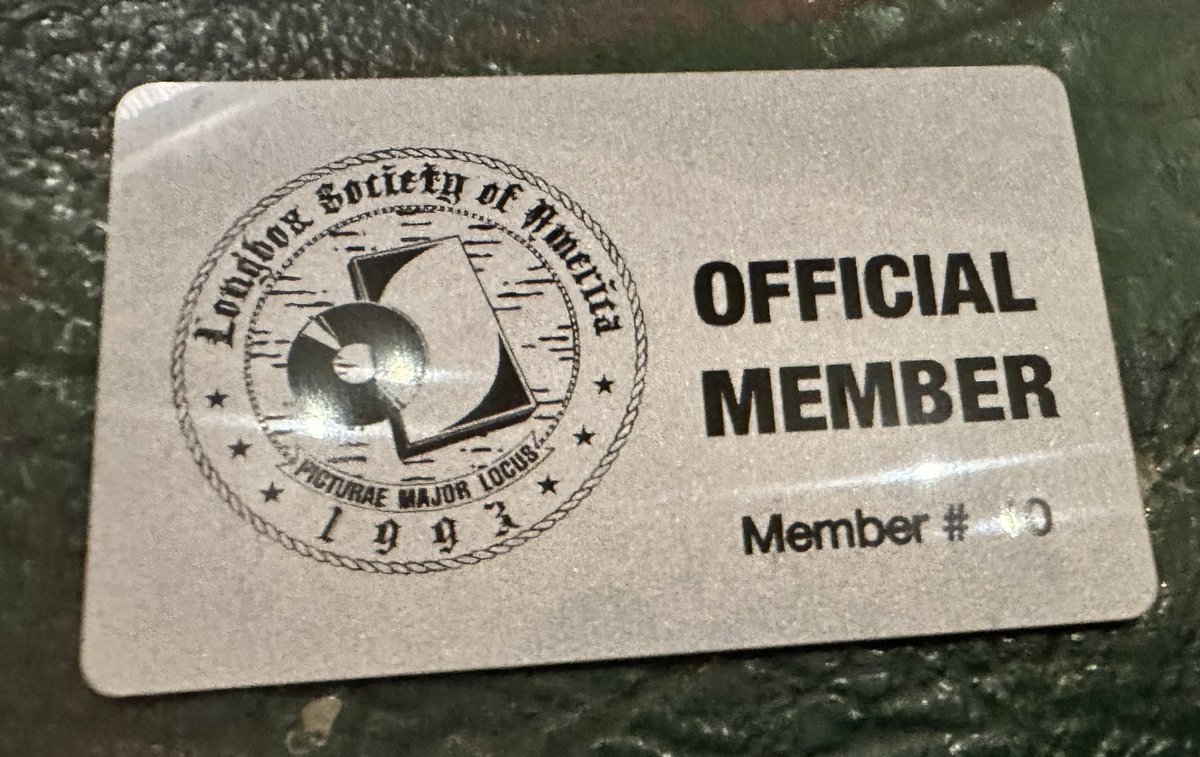 Longbox Society of America
PICTURAE MAJOR LOCUS
1993
OFFICIAL
MEMBER
Member #